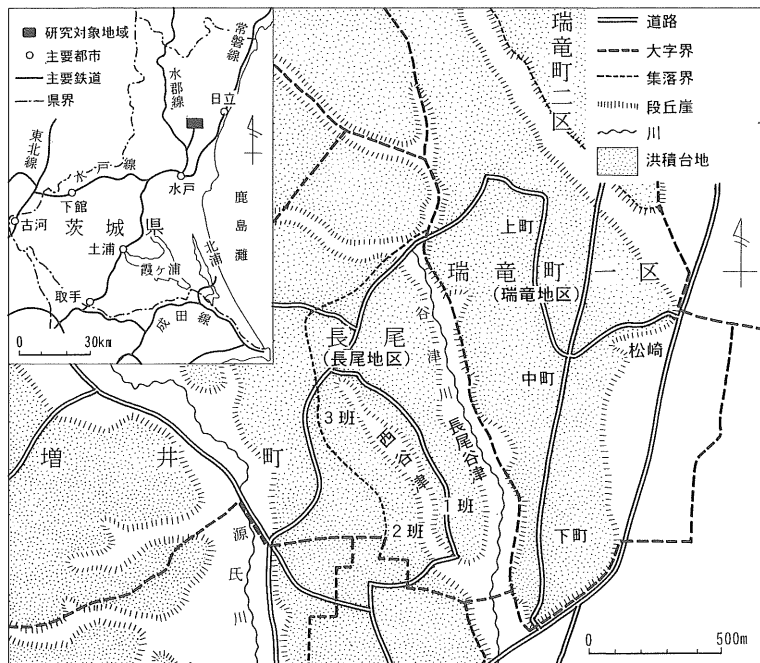 研究対象地域
主要都市
主要鉄道
県界
常磐線
水郡線
日立
東北線
水戸線
水戸
下館
古河
茨城県
鹿島灘
土浦
北浦
霞ヶ浦
取手
成田線
0 30km
道路
大字界
集落界
段丘崖
川
洪積台地
瑞竜町二区
上町
瑞竜町一区
(瑞竜地区)
長尾
(長尾地区)
谷津川
松崎
中町
増井町
3班
西谷津
長尾谷津
1班
2班
源氏川
下町
0 500m